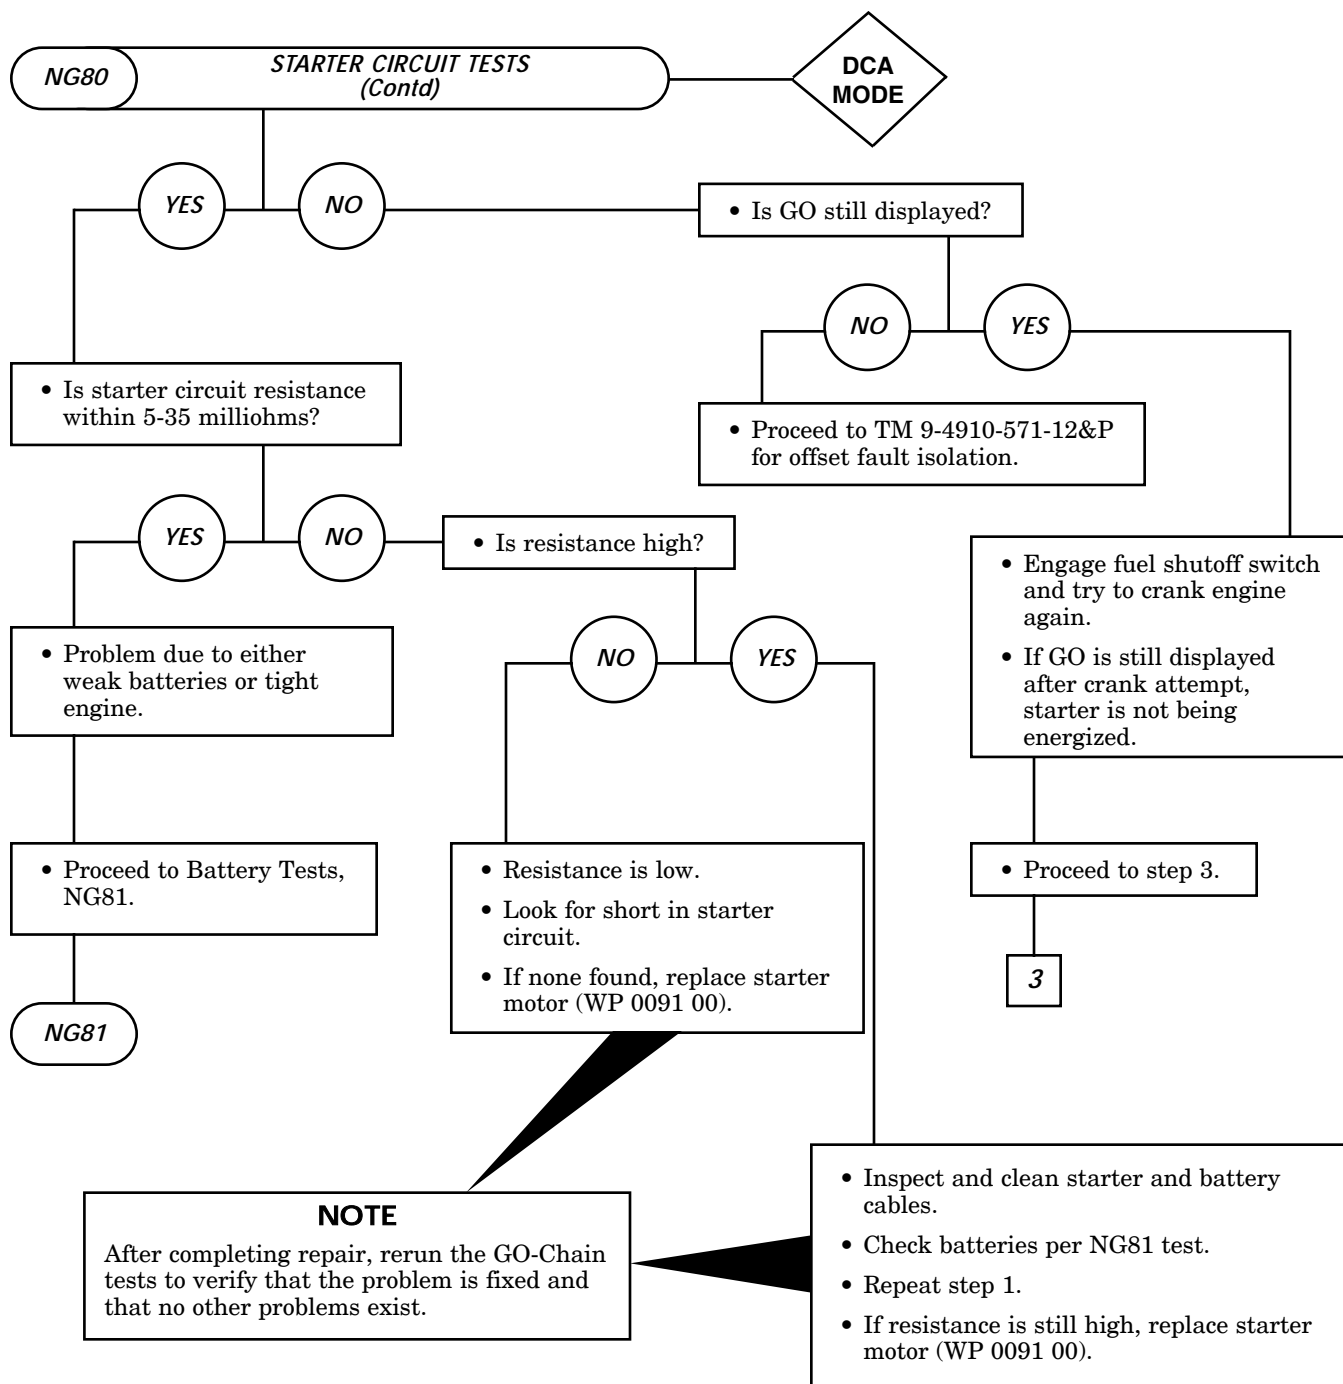 NG80
STARTER CIRCUIT TESTS
(Contd)
DCA
MODE
YES
NO
• Is GO still displayed?
NO
YES
• Is starter circuit resistance
within 5-35 milliohms?
• Proceed to TM 9-4910-571-12&P
for offset fault isolation.
YES
NO
• Is resistance high?
• Engage fuel shutoff switch
and try to crank engine
again.
• If GO is still displayed
after crank attempt,
starter is not being
energized.
• Problem due to either
weak batteries or tight
engine.
NO
YES
• Proceed to Battery Tests,
NG81.
• Resistance is low.
• Look for short in starter
circuit.
• If none found, replace starter
motor (WP 0091 00).
• Proceed to step 3.
3
NG81
NOTE
After completing repair, rerun the GO-Chain
tests to verify that the problem is fixed and
that no other problems exist.
• Inspect and clean starter and battery
cables.
• Check batteries per NG81 test.
• Repeat step 1.
• If resistance is still high, replace starter
motor (WP 0091 00).